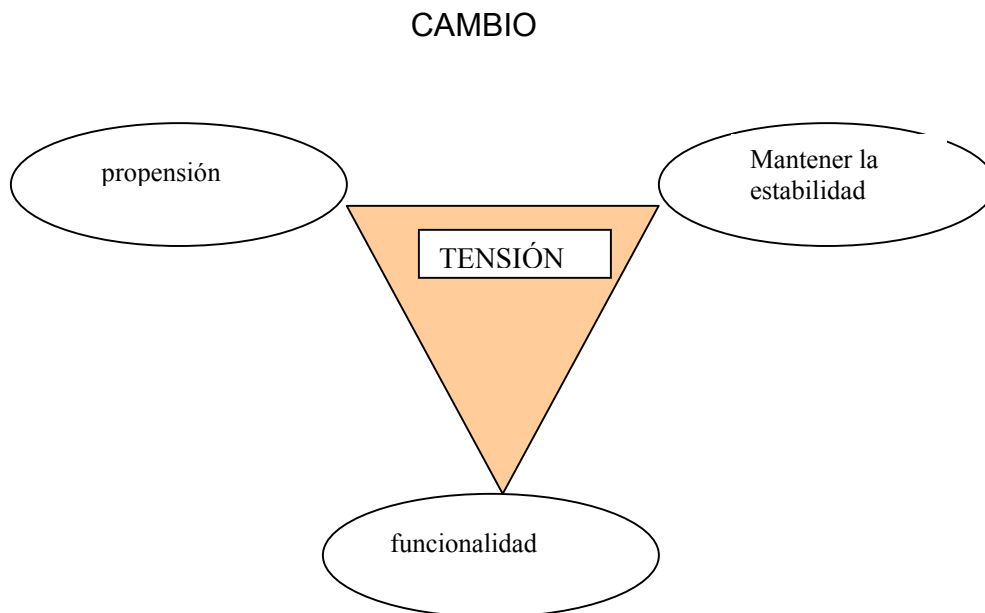 CAMBIO
propensión
Mantener la
estabilidad
TENSIÓN
funcionalidad